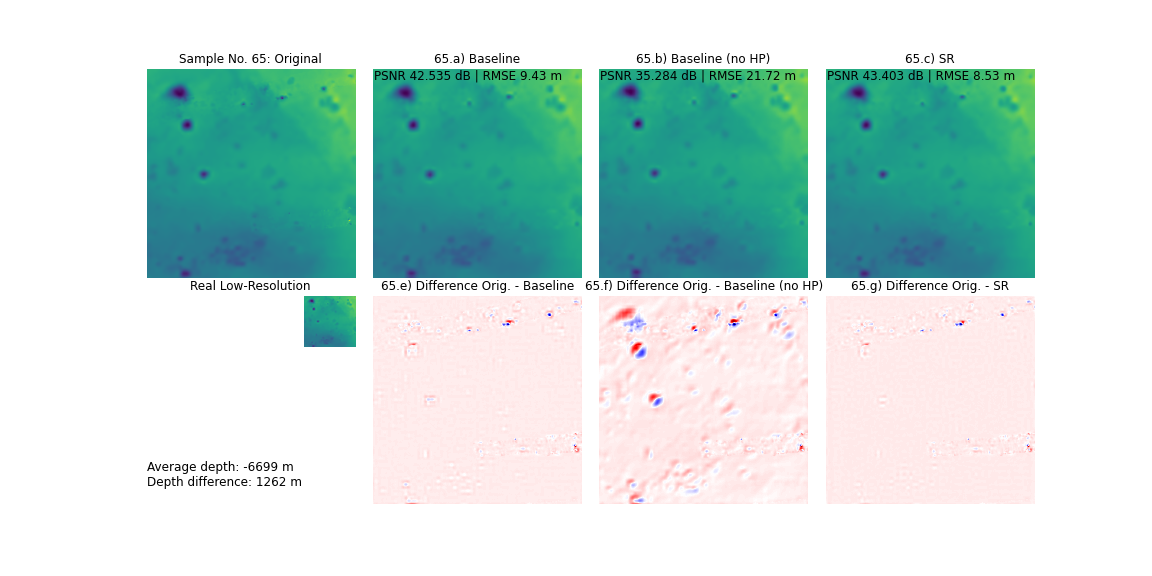 Sample No. 65: Original
65.a) Baseline
65.b) Baseline (no HP)
65.c) SR
PSNR 42.535 dB | RMSE 9.43 m
PSNR 35.284 dB | RMSE 21.72 m
PSNR 43.403 dB | RMSE 8.53 m
Real Low-Resolution
65.e) Difference Orig. - Baseline
65.f) Difference Orig. - Baseline (no HP)
65.g) Difference Orig. - SR
Average depth: -6699 m
Depth difference: 1262 m